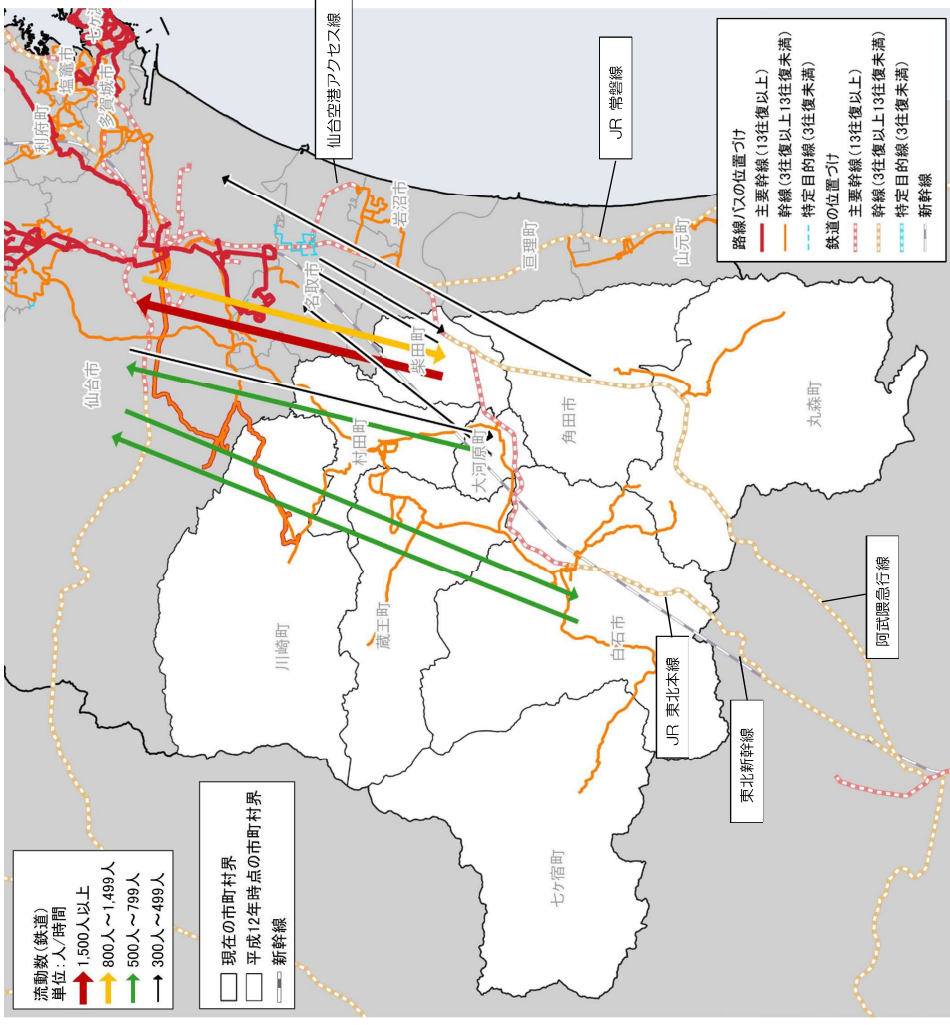 仙台空港アクセス線
JR 常磐線
路線バスの位置づけ
主要幹線(13往復以上)
幹線(3往復以上13往復未満)
特定目的線(3往復未満)
鉄道の位置づけ
主要幹線(13往復以上)
幹線(3往復以上13往復未満)
特定目的線(3往復未満)
新幹線
利府町
塩竈市
多賀城市
仙台市
名取市
岩沼市
亘理町
山元町
柴田町
村田町
大河原町
角田市
丸森町
川崎町
蔵王町
白石市
七ヶ宿町
阿武隈急行線
JR 東北本線
東北新幹線
流動数(鉄道)
単位:人/時間
1,500人以上
800人~1,499人
500人~799人
300人~499人
現在の市町村界
平成12年時点の市町村界
新幹線